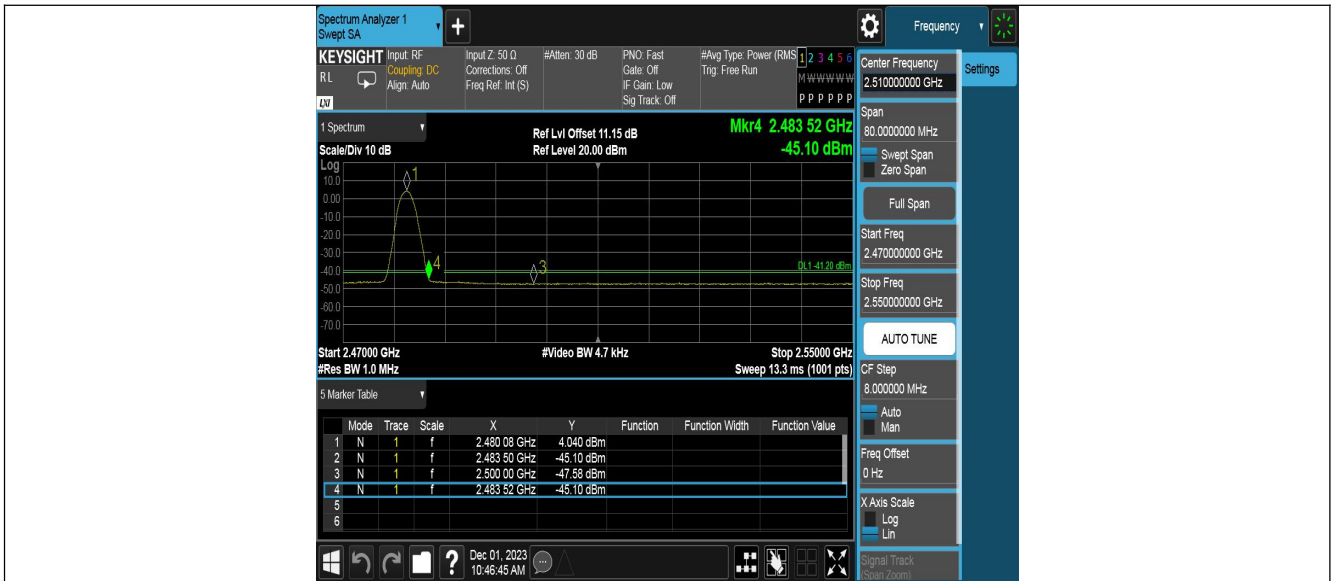 Spectrum Analyzer 1
Swept SA
+
Frequency
KEYSIGHT
RL
LXI
Input: RF
Coupling: DC
Align: Auto
Input Z: 50 Ω
Corrections: Off
Freq Ref: Int (S)
#Atten: 30 dB
PNO: Fast
Gate: Off
IF Gain: Low
Sig Track: Off
#Avg Type: Power (RMS
Trig: Free Run
1 2 3 4 5 6
M W W W W W
P P P P P P
Center Frequency
2.510000000 GHz
Settings
Span
80.0000000 MHz
Swept Span
Zero Span
Full Span
Start Freq
2.470000000 GHz
Stop Freq
2.550000000 GHz
AUTO TUNE
CF Step
8.000000 MHz
Auto
Man
Freq Offset
0 Hz
X Axis Scale
Log
Lin
Signal Track
(Span Zoom)
1 Spectrum
Scale/Div 10 dB
Ref Lvl Offset 11.15 dB
Ref Level 20.00 dBm
Mkr4 2.483 52 GHz
-45.10 dBm
Log
10.0
0.00
-10.0
-20.0
-30.0
-40.0
-50.0
-60.0
-70.0
1
4
3
DL1 -41.20 dBm
Start 2.47000 GHz
#Res BW 1.0 MHz
#Video BW 4.7 kHz
Stop 2.55000 GHz
Sweep 13.3 ms (1001 pts)
5 Marker Table
Mode Trace Scale X Y Function Function Width Function Value
1 N 1 f 2.480 08 GHz 4.040 dBm
2 N 1 f 2.483 50 GHz -45.10 dBm
3 N 1 f 2.500 00 GHz -47.58 dBm
4 N 1 f 2.483 52 GHz -45.10 dBm
5
6
?
Dec 01, 2023
10:46:45 AM